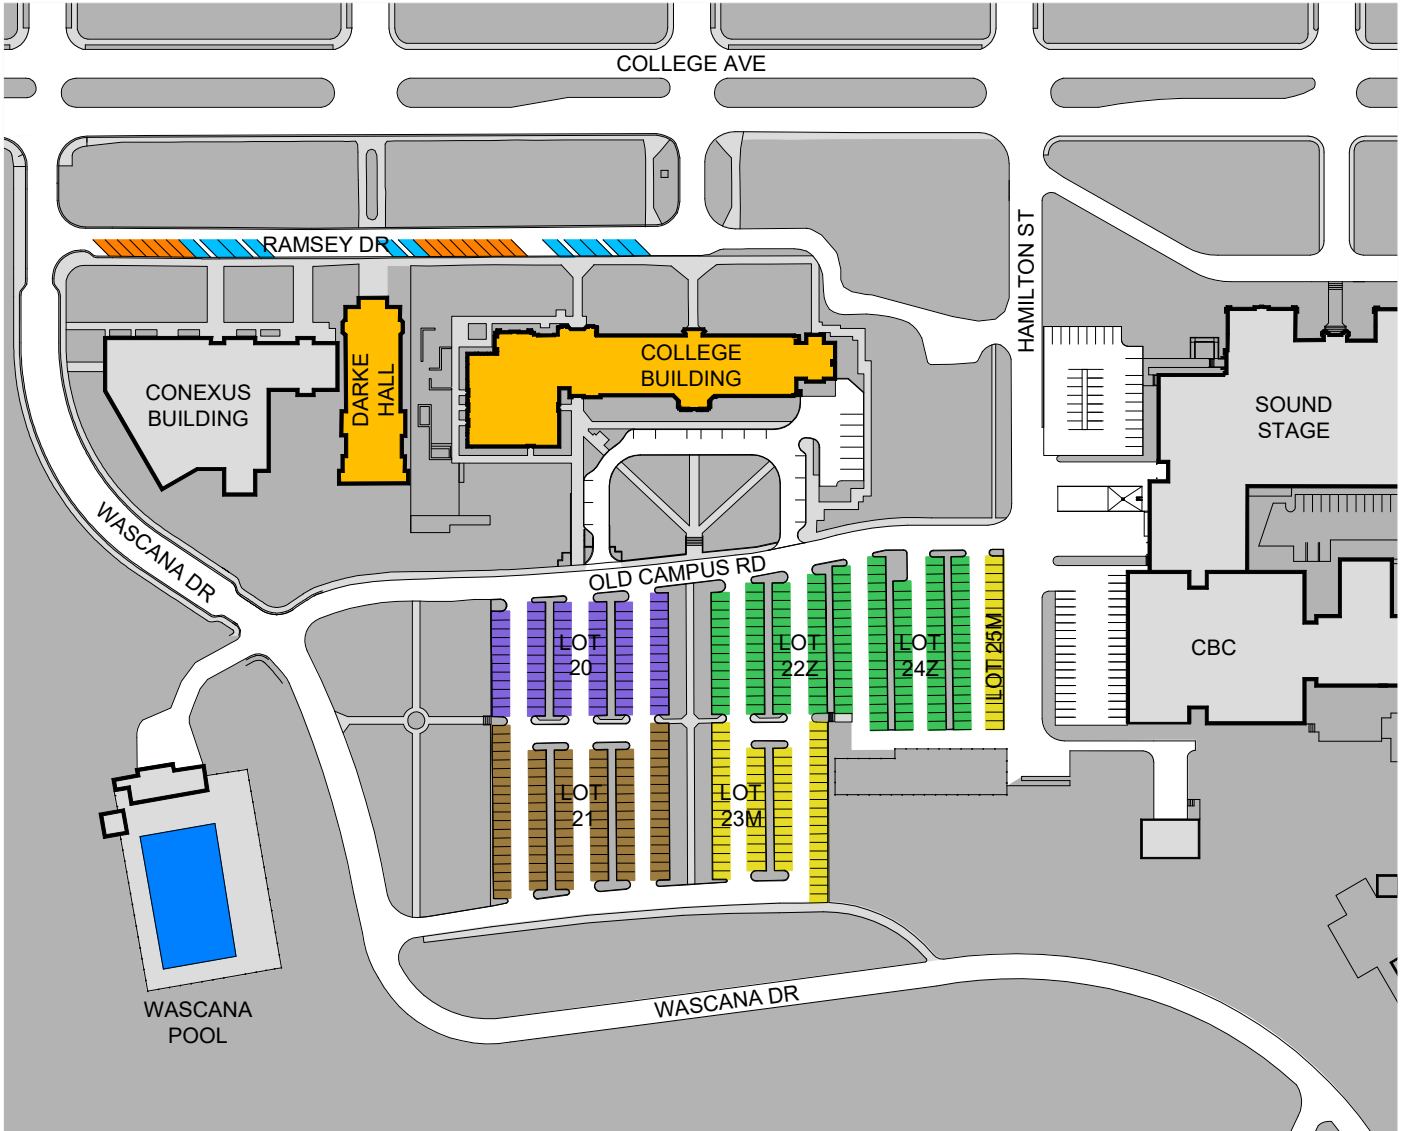 COLLEGE AVE
RAMSEY DR
HAMILTON ST
CONEXUS
BUILDING
DARKE
HALL
COLLEGE
BUILDING
SOUND
STAGE
WASCANA DR
OLD CAMPUS RD
LOT
20
LOT
22Z
LOT
24Z
LOT 25M
CBC
LOT
21
LOT
23M
WASCANA DR
WASCANA
POOL